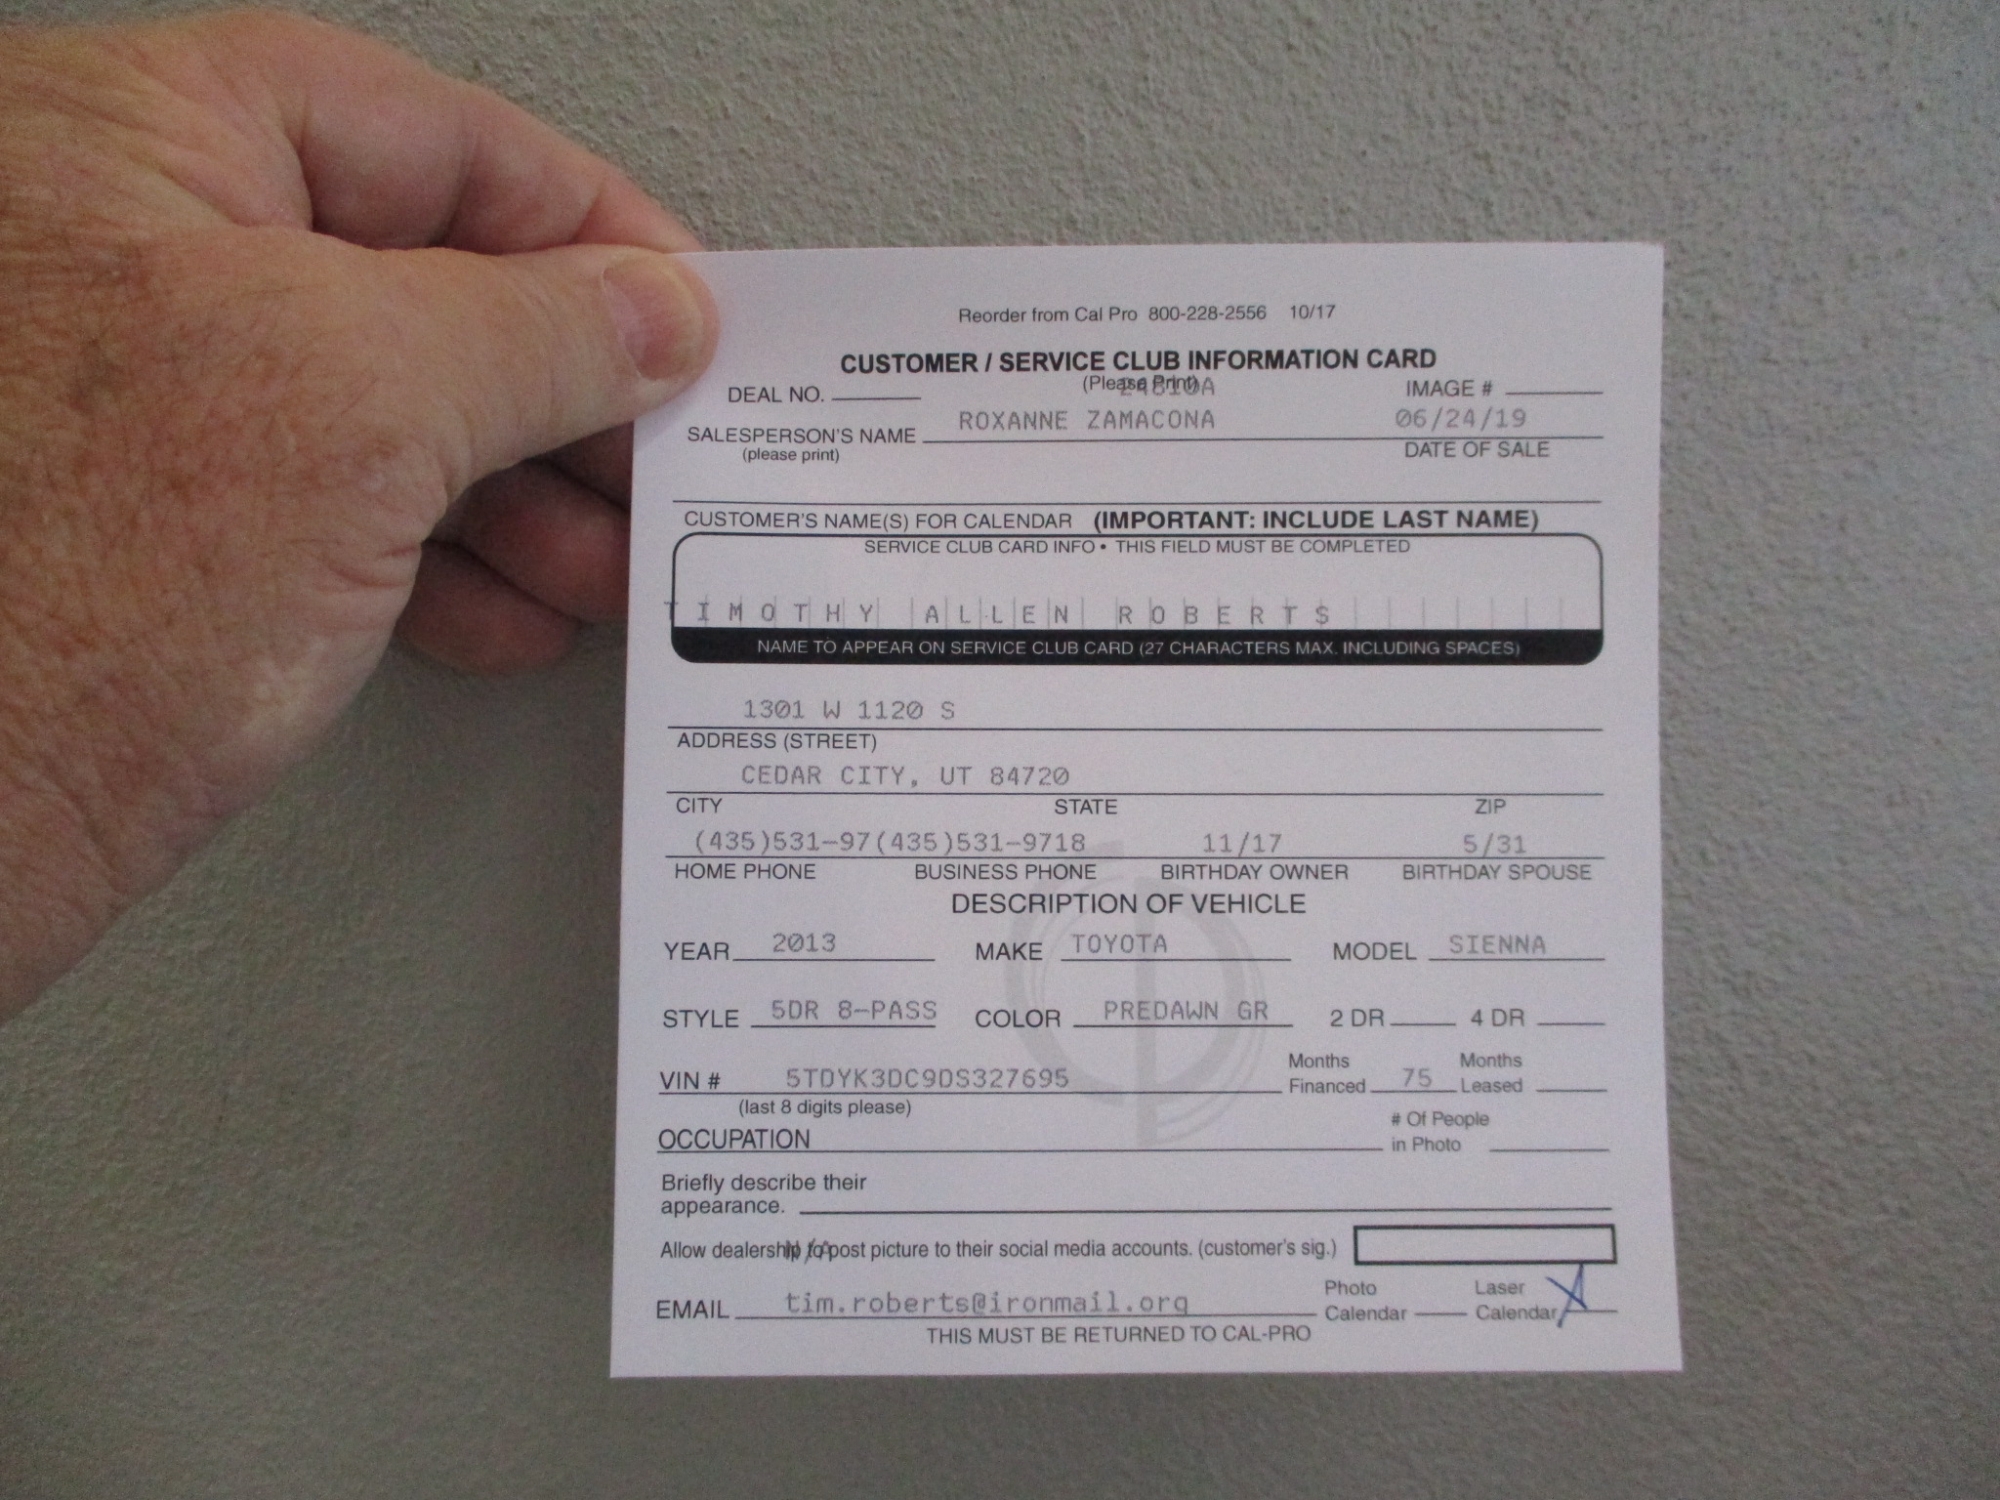 Reorder from Cal Pro 800-228-2556 10/17
CUSTOMER / SERVICE CLUB INFORMATION CARD
(Please Print)
DEAL NO. IMAGE #
ROXANNE ZAMACONA 06/24/19
SALESPERSON'S NAME DATE OF SALE
(please print)
CUSTOMER'S NAME(S) FOR CALENDAR (IMPORTANT: INCLUDE LAST NAME)
SERVICE CLUB CARD INFO • THIS FIELD MUST BE COMPLETED
TIMOTHY ALLEN ROBERTS
NAME TO APPEAR ON SERVICE CLUB CARD (27 CHARACTERS MAX. INCLUDING SPACES)
1301 W 1120 S
ADDRESS (STREET)
CEDAR CITY, UT 84720
CITY STATE ZIP
(435)531-97(435)531-9718 11/17 5/31
HOME PHONE BUSINESS PHONE BIRTHDAY OWNER BIRTHDAY SPOUSE
DESCRIPTION OF VEHICLE
YEAR 2013 MAKE TOYOTA MODEL SIENNA
STYLE 5DR 8-PASS COLOR PREDAWN GR 2 DR 4 DR
VIN # 5TDYK3DC9DS327695 Months Financed 75 Months Leased
(last 8 digits please)
OCCUPATION # Of People in Photo
Briefly describe their
appearance.
Allow dealership to post picture to their social media accounts. (customer's sig.)
N/A
EMAIL tim.roberts@ironmail.org Photo Calendar Laser Calendar
THIS MUST BE RETURNED TO CAL-PRO